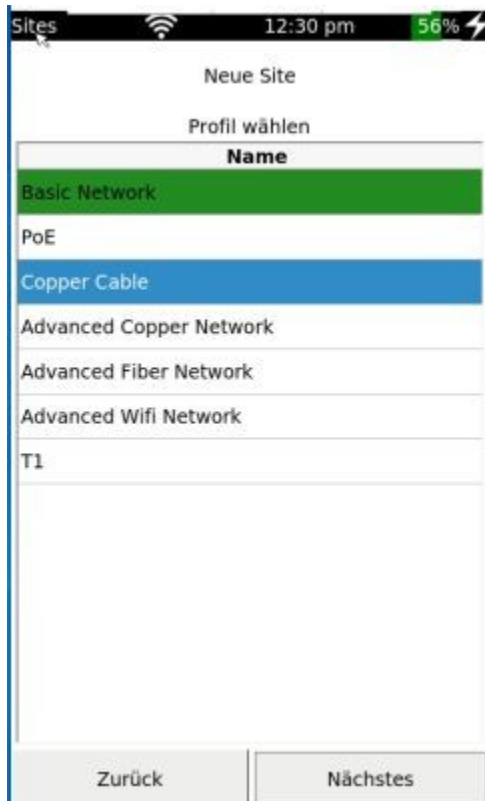 Sites 12:30 pm 56%
Neue Site
Profil wählen
Name
Basic Network
PoE
Copper Cable
Advanced Copper Network
Advanced Fiber Network
Advanced Wifi Network
T1
Zurück Nächstes